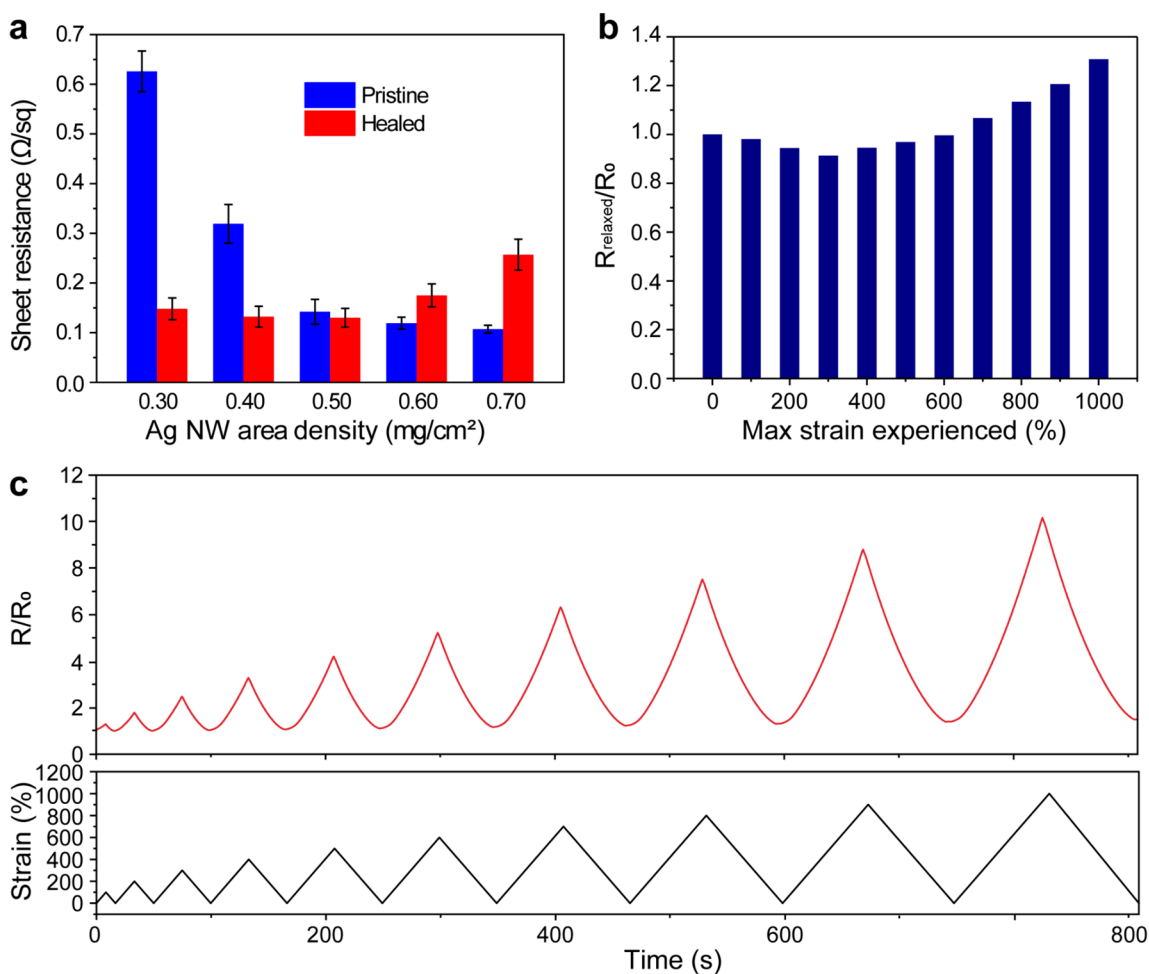 a
0.7
0.6
0.5
0.4
0.3
0.2
0.1
0.0
Sheet resistance (Ω/sq)
Pristine
Healed
0.30 0.40 0.50 0.60 0.70
Ag NW area density (mg/cm²)
b
1.4
1.2
1.0
0.8
0.6
0.4
0.2
0.0
Rrelaxed/R₀
0 200 400 600 800 1000
Max strain experienced (%)
c
12
10
8
6
4
2
0
R/R₀
1200
1000
800
600
400
200
0
Strain (%)
0 200 400 600 800
Time (s)